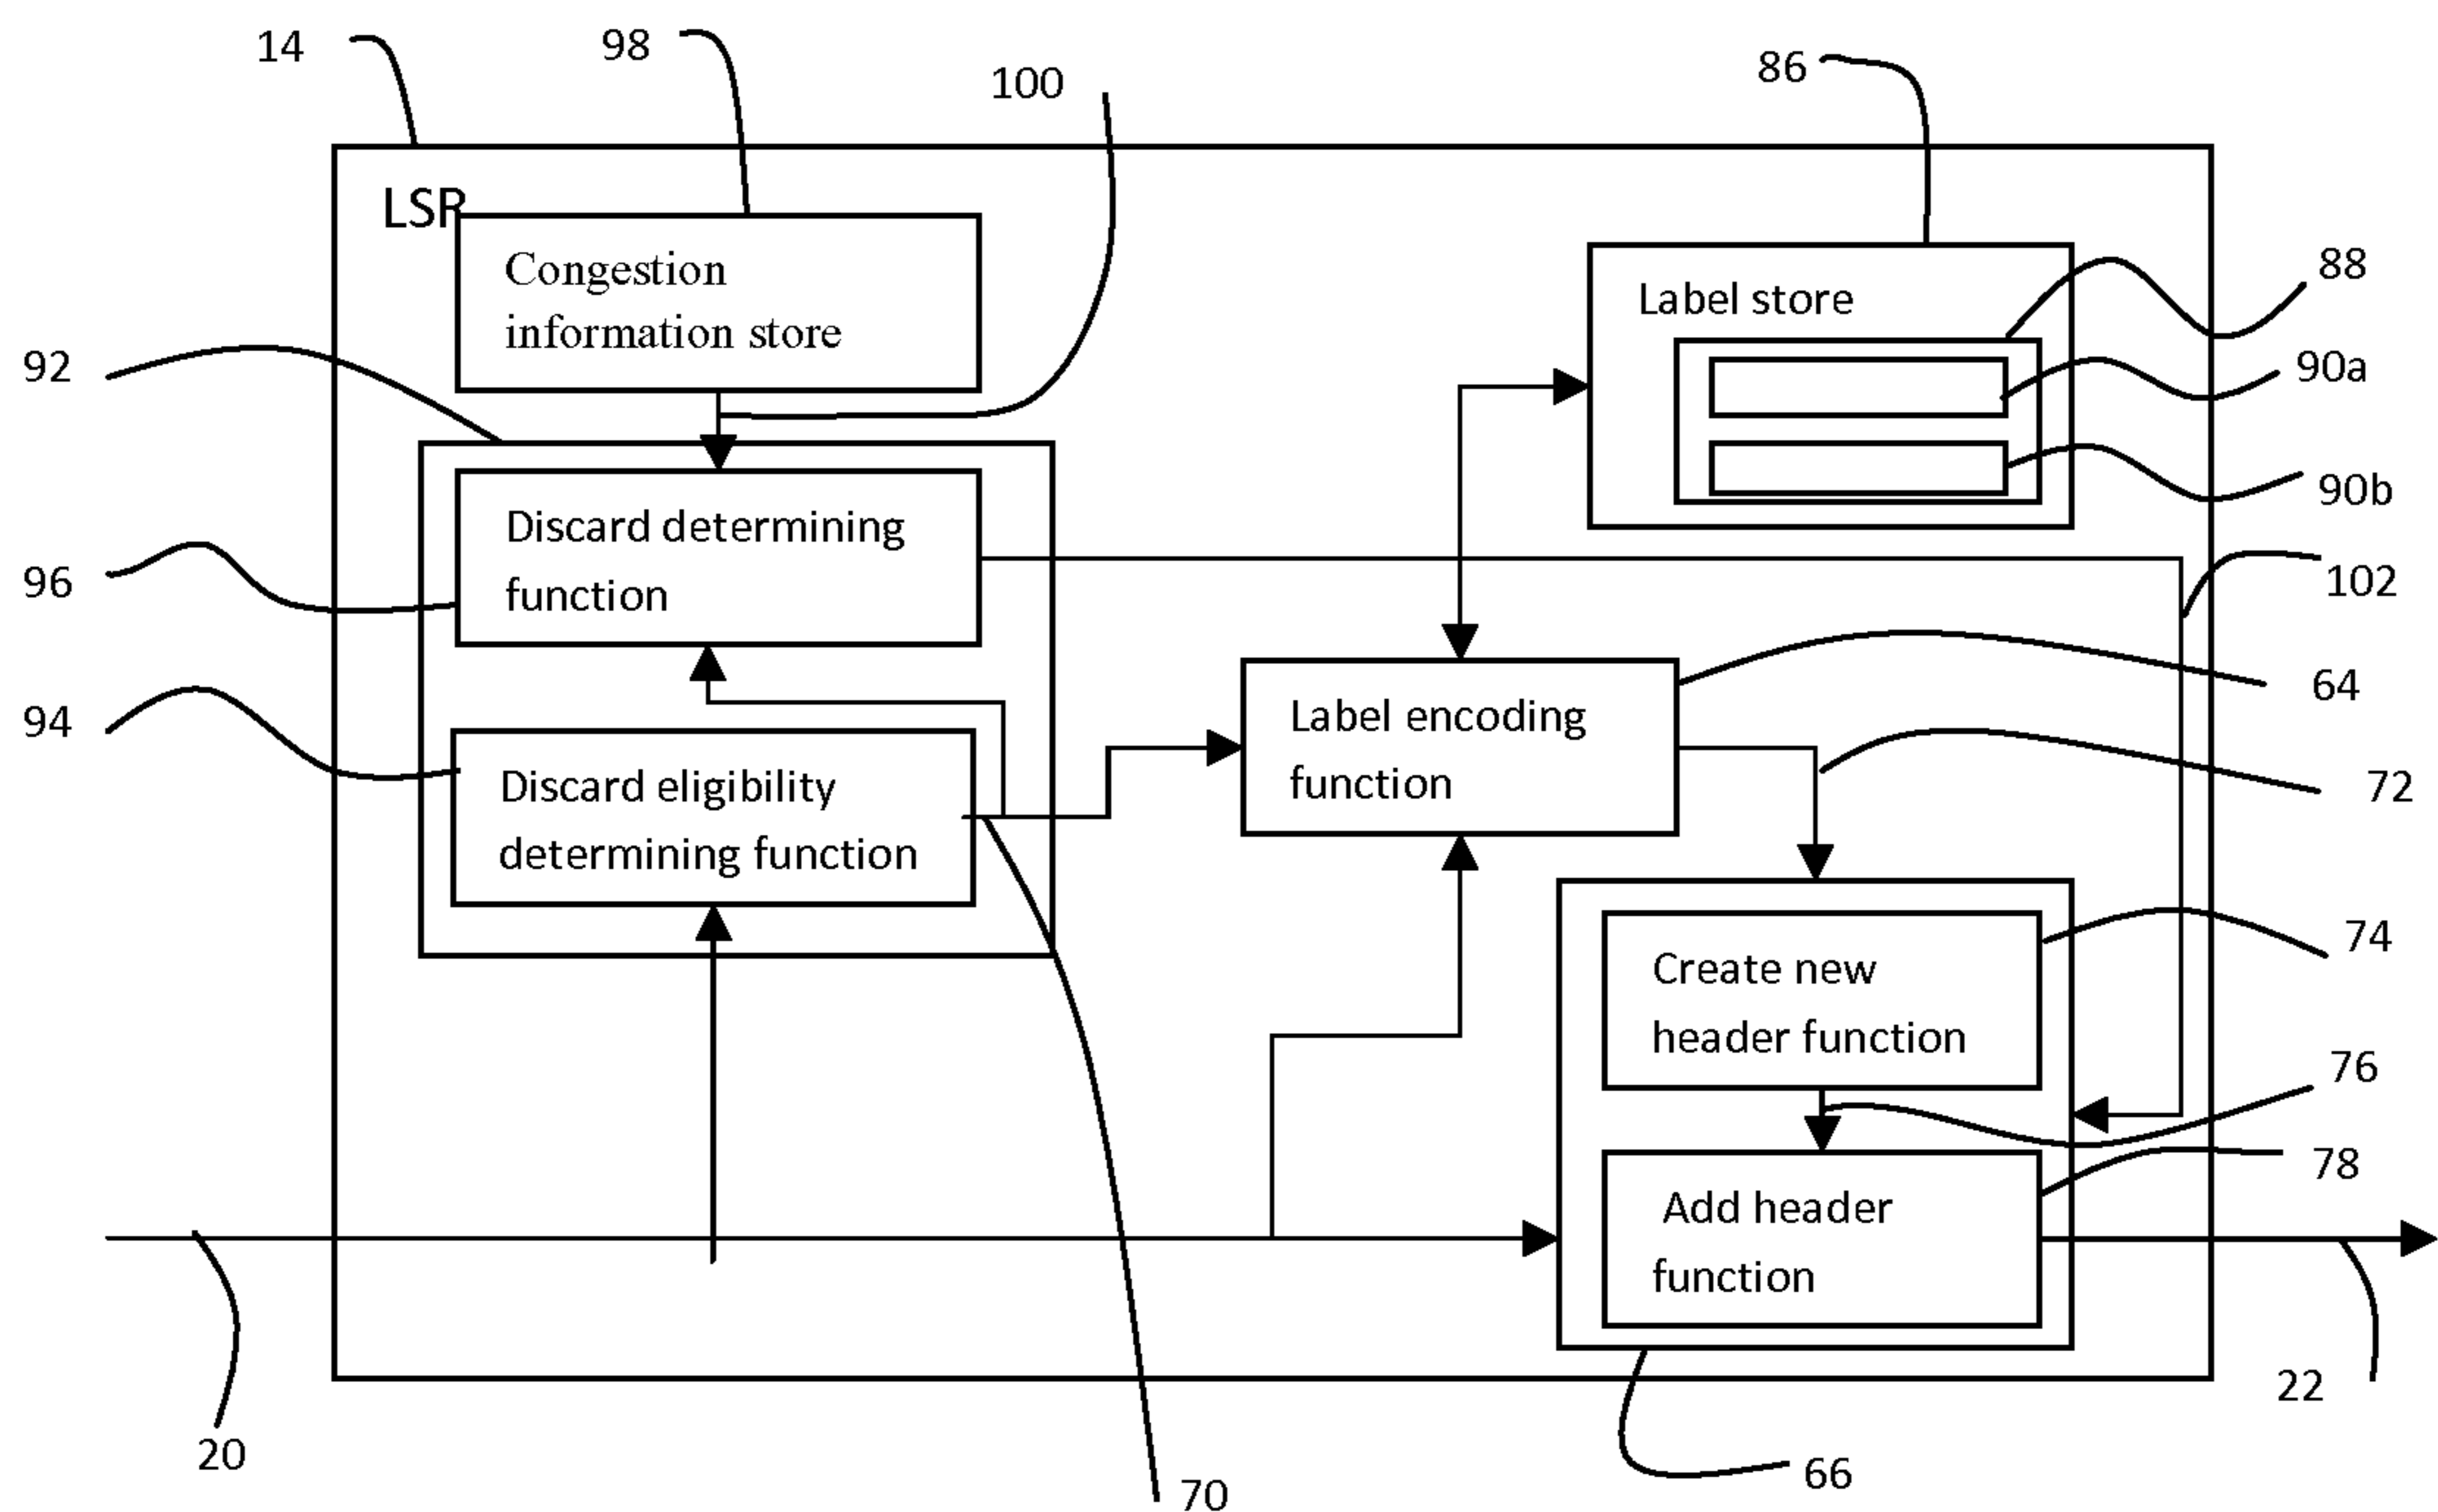 14
98
100
86
LSR
Congestion
information store
Label store
88
92
90a
90b
Discard determining
function
96
102
64
94
Label encoding
function
Discard eligibility
determining function
72
74
Create new
header function
76
78
Add header
function
22
20
66
70